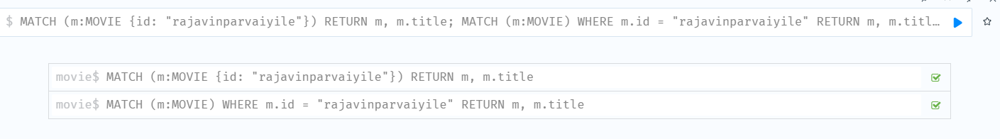 $ MATCH (m:MOVIE {id: "rajavinparvaiyile"}) RETURN m, m.title; MATCH (m:MOVIE) WHERE m.id = "rajavinparvaiyile" RETURN m, m.titl…
movie$ MATCH (m:MOVIE {id: "rajavinparvaiyile"}) RETURN m, m.title
movie$ MATCH (m:MOVIE) WHERE m.id = "rajavinparvaiyile" RETURN m, m.title